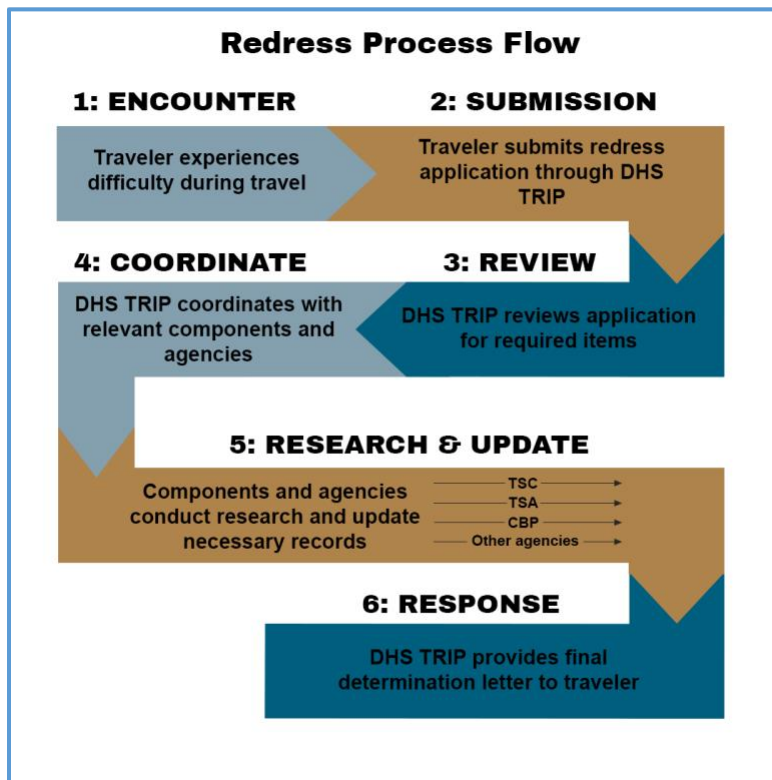 Redress Process Flow
1: ENCOUNTER
Traveler experiences
difficulty during travel
2: SUBMISSION
Traveler submits redress
application through DHS
TRIP
3: REVIEW
DHS TRIP reviews application
for required items
4: COORDINATE
DHS TRIP coordinates with
relevant components and
agencies
5: RESEARCH & UPDATE
Components and agencies
conduct research and update
necessary records
TSC
TSA
CBP
Other agencies
6: RESPONSE
DHS TRIP provides final
determination letter to traveler